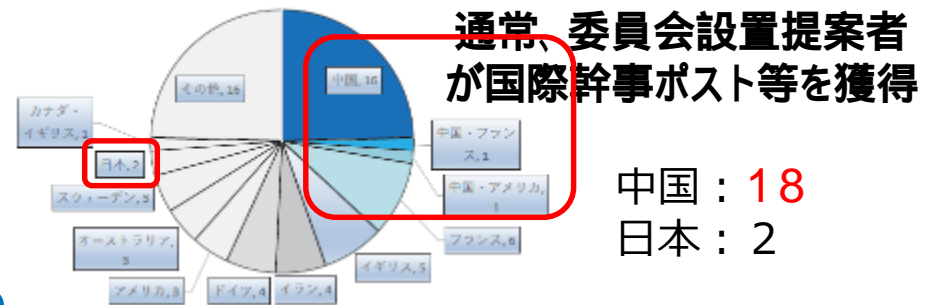 通常、委員会設置提案者
が国際幹事ポスト等を獲得
その他, 16
中国, 16
カナダ・
イギリス, 1
日本, 2
スウェーデン, 3
オーストラリア,
3
アメリカ, 3
ドイツ, 4
イラン, 4
イギリス, 5
フランス, 6
中国・アメリカ,
1
中国・フラン
ス, 1
中国：18
日本：2